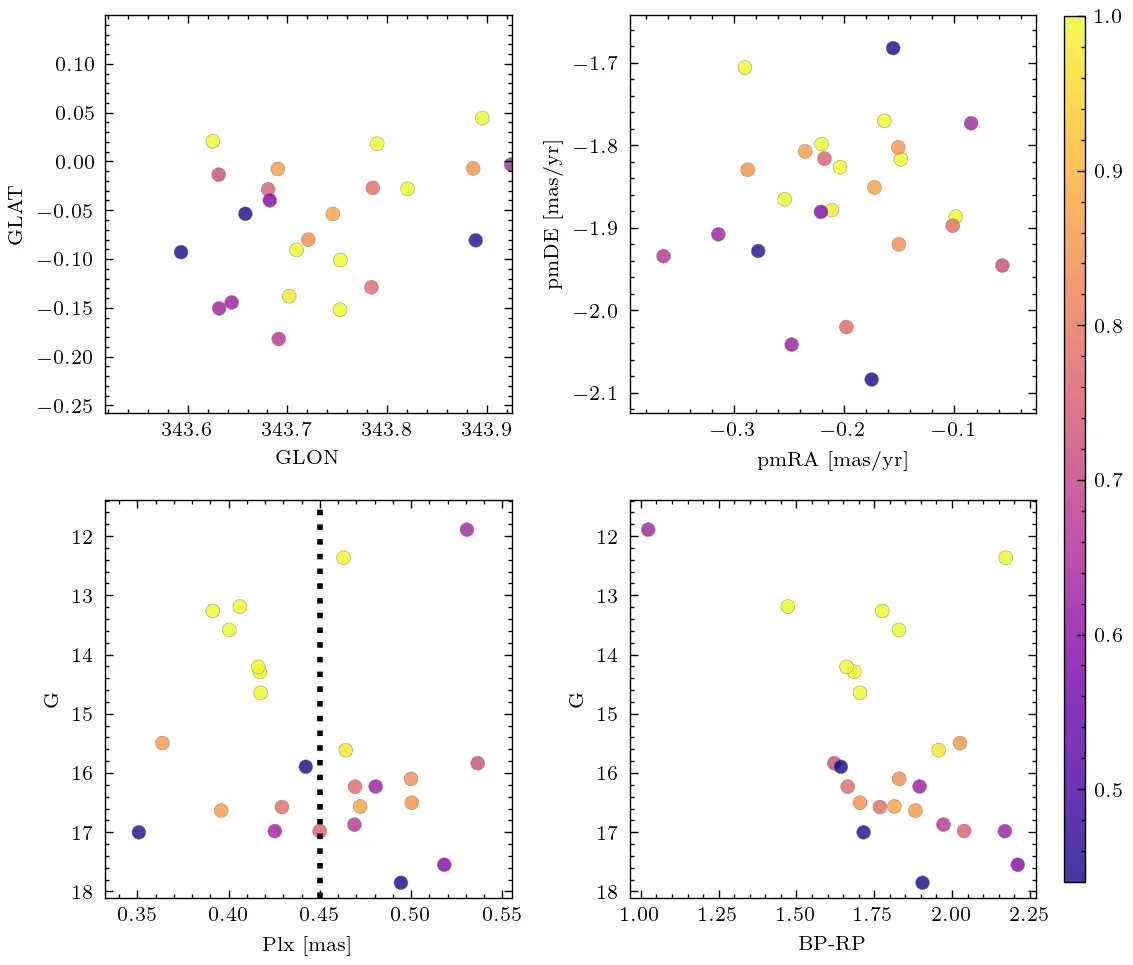 0.10
0.05
0.00
−0.05
−0.10
−0.15
−0.20
−0.25
GLAT
343.6 343.7 343.8 343.9
GLON
−1.7
−1.8
−1.9
−2.0
−2.1
pmDE [mas/yr]
−0.3 −0.2 −0.1
pmRA [mas/yr]
1.0
0.9
0.8
0.7
0.6
0.5
12
13
14
15
16
17
18
G
0.35 0.40 0.45 0.50 0.55
Plx [mas]
12
13
14
15
16
17
18
G
1.00 1.25 1.50 1.75 2.00 2.25
BP-RP